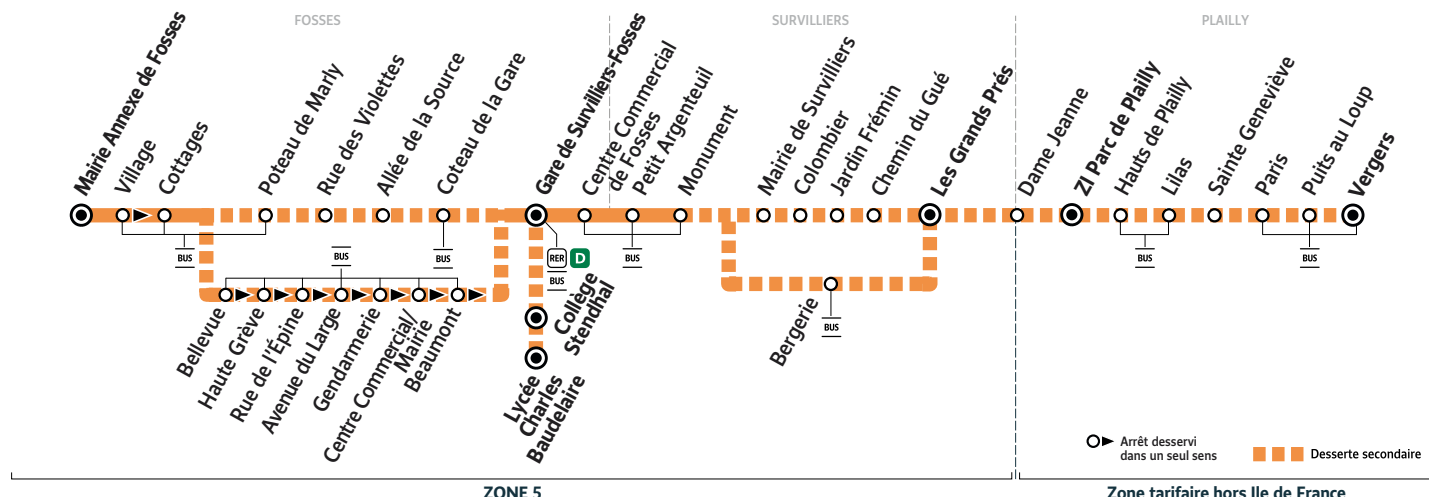 FOSSES
SURVILLIERS
PLAILLY
Mairie Annexe de Fosses
Village
Cottages
Poteau de Marly
Rue des Violettes
Allée de la Source
Coteau de la Gare
Gare de Survilliers-Fosses
Centre Commercial
de Fosses
Petit Argenteuil
Monument
Mairie de Survilliers
Colombier
Jardin Frémin
Chemin du Gué
Les Grands Prés
Dame Jeanne
ZI Parc de Plailly
Hauts de Plailly
Lilas
Sainte Geneviève
Paris
Puits au Loup
Vergers
BUS
BUS
BUS
RER D
BUS
BUS
BUS
BUS
Bellevue
Haute Grève
Rue de l'Épine
Avenue du Large
Gendarmerie
Centre Commercial/
Mairie
Beaumont
Collège
Stendhal
Lycée
Charles
Baudelaire
Bergerie
BUS
Arrêt desservi
dans un seul sens
Desserte secondaire
ZONE 5
Zone tarifaire hors Ile de France